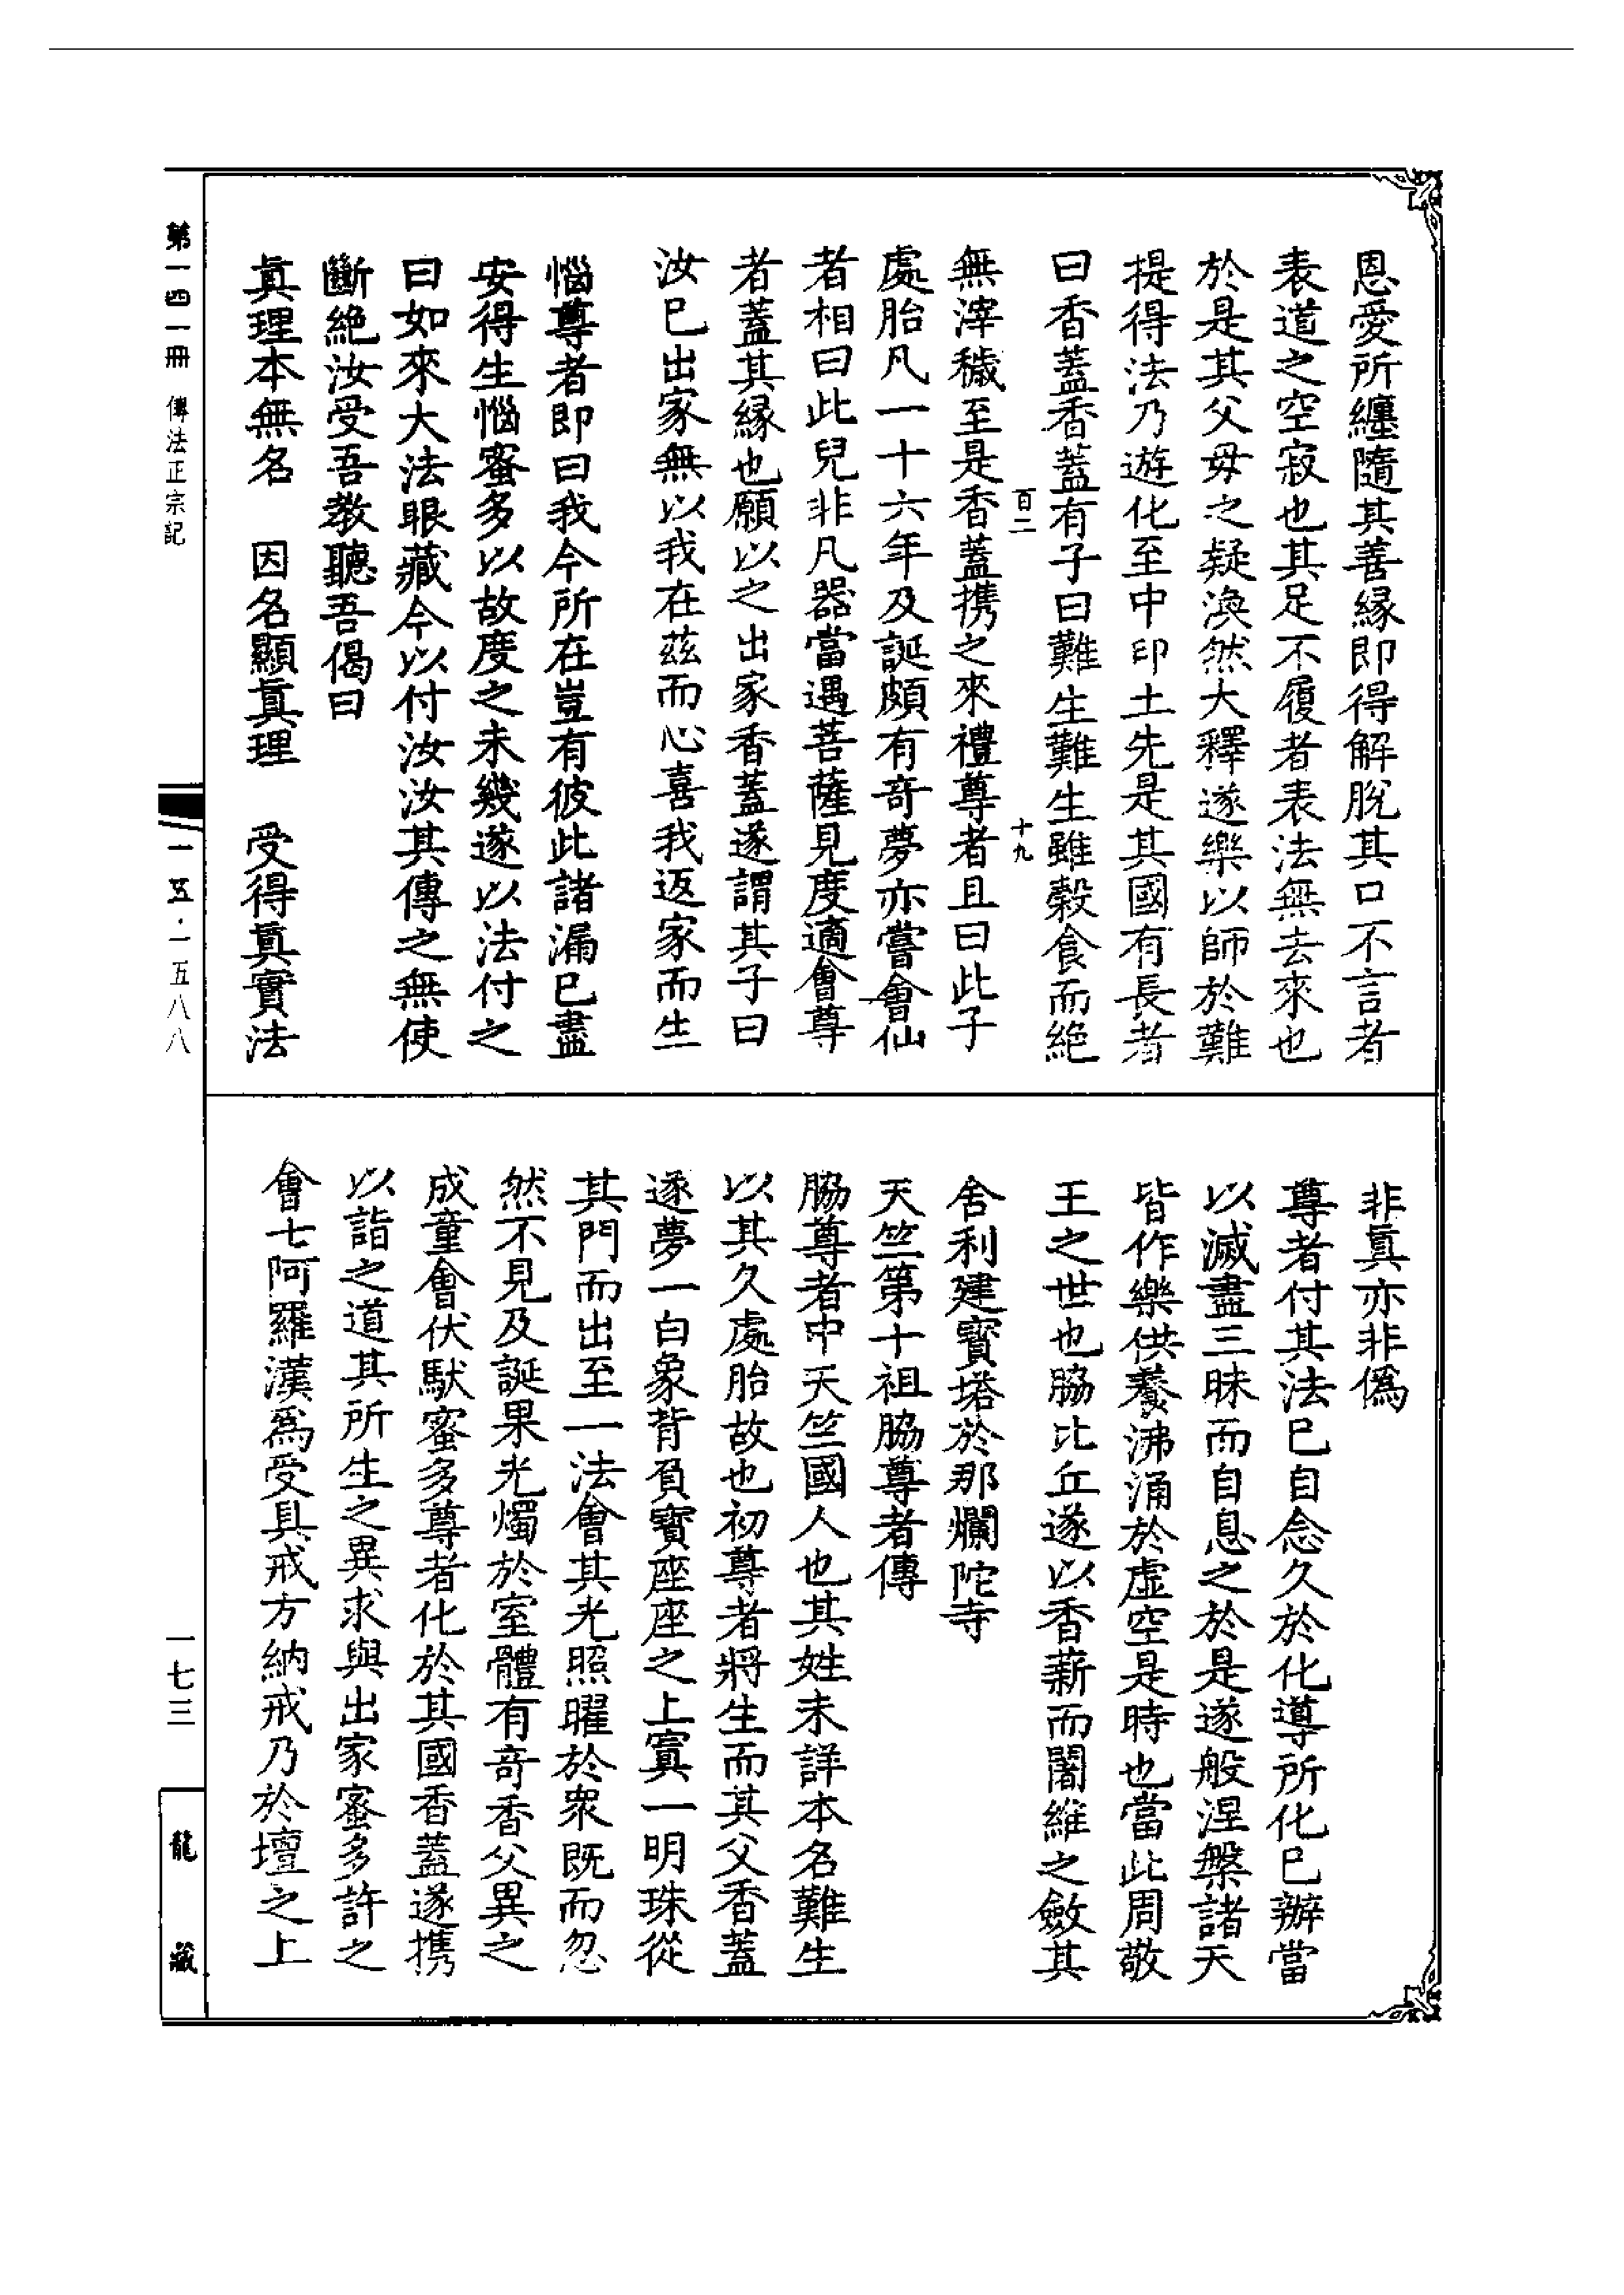 恩愛所纏隨其善縁即得解脫其口不言者
表道之空寂也其足不履者表法無去來也
於是其父毋之疑渙然大釋遂樂以師於難
提得法乃遊化至中印土先是其國有長者
曰香蓋香蓋有子曰難生難生雖穀食而絶
百二
十九
無滓穢至是香蓋携之來禮尊者且曰此子
處胎凡一十六年及誕頗有奇夢亦嘗會仙
者相曰此兒非凡器當遇菩薩見度適會尊
者蓋其縁也願以之出家香蓋遂謂其子曰
汝巳出家無以我在茲而心喜我返家而生
惱尊者即曰我今所在豈有彼此諸漏巳盡
安得生惱蜜多以故度之未幾遂以法付之
曰如來大法眼藏今以付汝汝其傳之無使
斷絶汝受吾教聽吾偈曰
眞理本無名 因名顯眞理 受得眞實法
非眞亦非僞
尊者付其法巳自念久於化導所化巳辦當
以滅盡三昧而自息之於是遂般涅槃諸天
皆作樂供養沸涌於虛空是時也當此周敬
王之世也脇比丘遂以香薪而闍維之斂其
舍利建寳塔於那爛陀寺
天竺第十祖脇尊者傳
脇尊者中天竺國人也其姓未詳本名難生
以其久處胎故也初尊者將生而其父香蓋
遂夢一白象背負寳座座之上寘一明珠從
其門而出至一法會其光照曜於衆既而忽
然不見及誕果光燭於室體有奇香父異之
成童會伏馱蜜多尊者化於其國香蓋遂携
以詣之道其所生之異求與出家蜜多許之
會七阿羅漢爲受具戒方納戒乃於壇之上
第一四一冊 傳法正宗記
一五·一五八八
一七三
龍藏